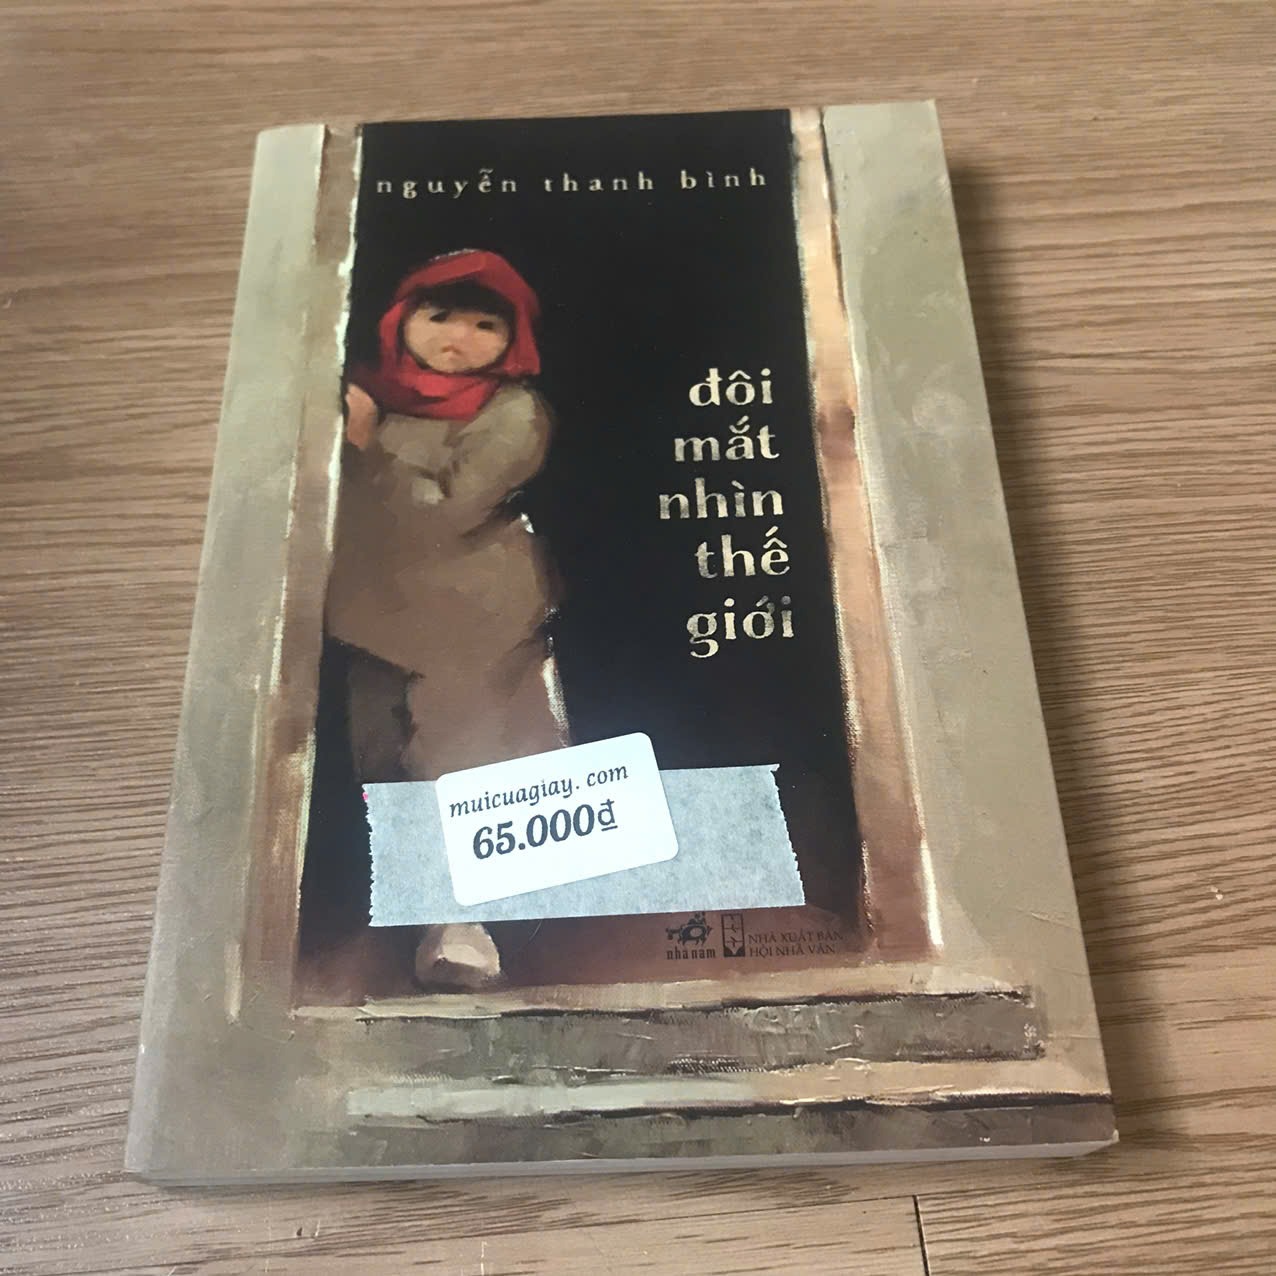 nguyễn thanh bình
đôi
mắt
nhìn
thế
giới
muicuagiay. com
65.000₫
nhã nam
NHÀ XUẤT BẢN
HỘI NHÀ VĂN